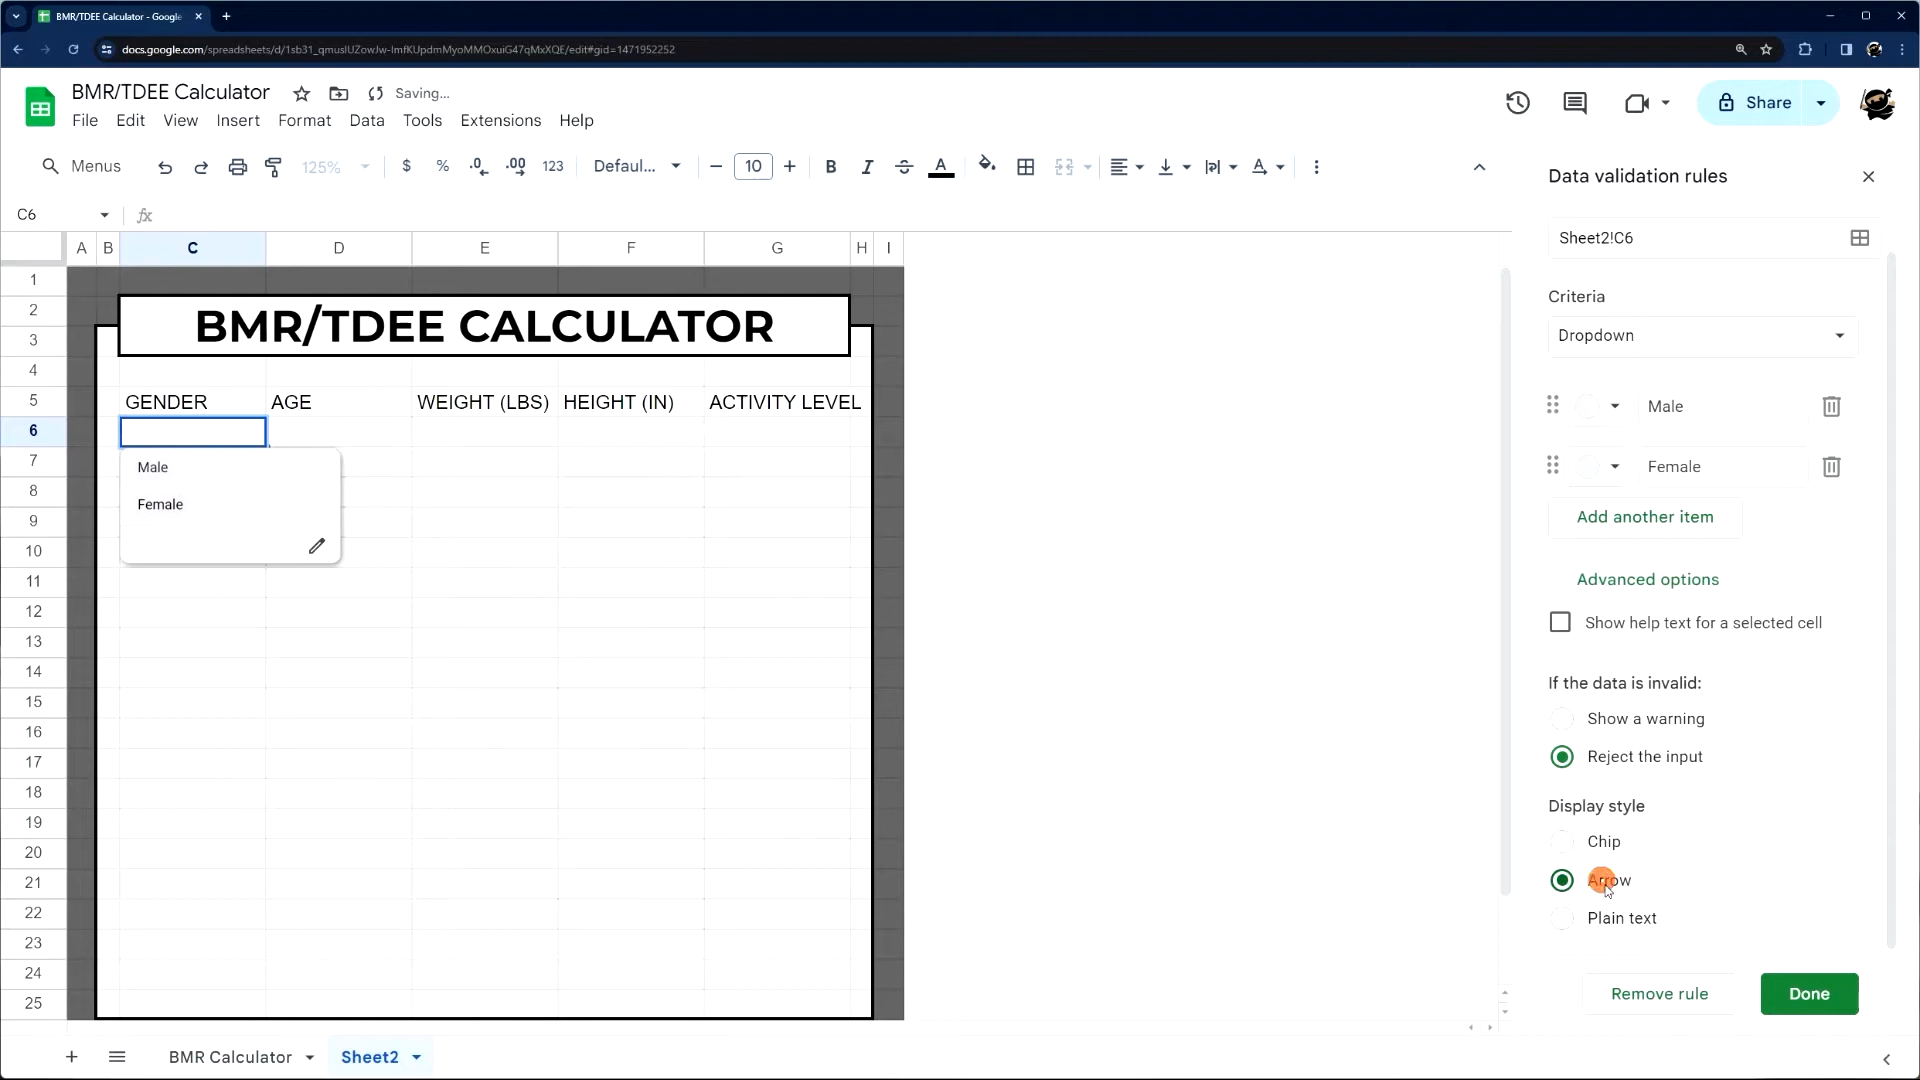 BMR/TDEE Calculator - Google
docs.google.com/spreadsheets/d/1sb31_qmuslUZowJw-lmfKUpdmMyoMMOxuiG47qMxXQE/edit#gid=1471952252
BMR/TDEE Calculator
Saving...
File Edit View Insert Format Data Tools Extensions Help
Share
Menus 125% $ % .0 .00 123 Defaul... 10 B I A
C6
fx
A B C D E F G H I
1
2
BMR/TDEE CALCULATOR
3
4
5 GENDER AGE WEIGHT (LBS) HEIGHT (IN) ACTIVITY LEVEL
6
7 Male
8 Female
9
10
11
12
13
14
15
16
17
18
19
20
21
22
23
24
25
BMR Calculator
Sheet2
Data validation rules
Sheet2!C6
Criteria
Dropdown
Male
Female
Add another item
Advanced options
Show help text for a selected cell
If the data is invalid:
Show a warning
Reject the input
Display style
Chip
Arrow
Plain text
Remove rule
Done